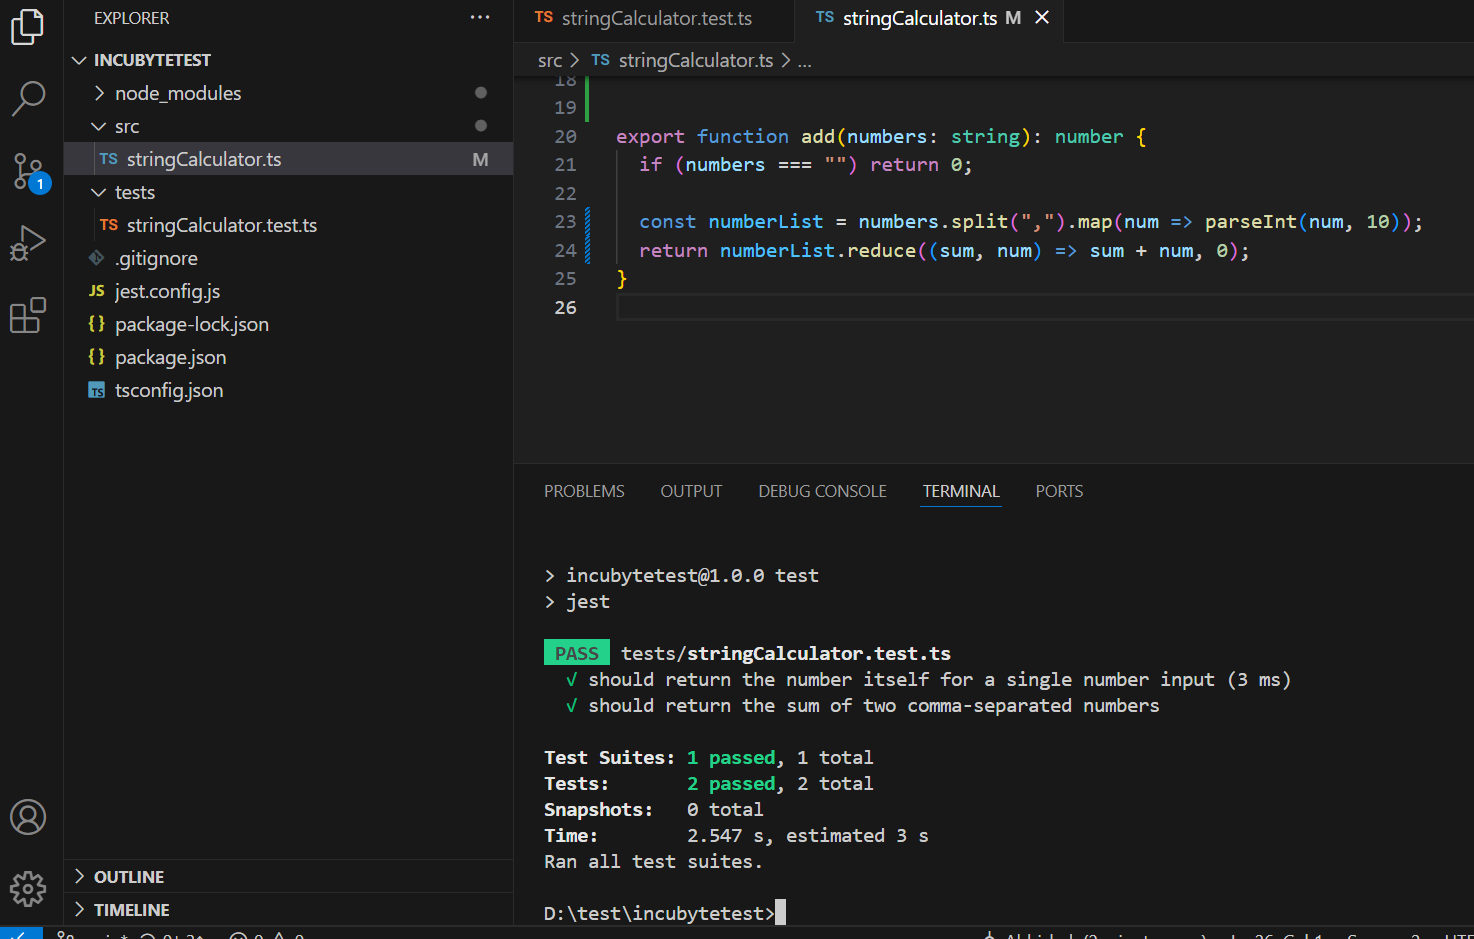 EXPLORER
INCUBYTETEST
node_modules
src
TS stringCalculator.ts M
tests
TS stringCalculator.test.ts
.gitignore
JS jest.config.js
{} package-lock.json
{} package.json
TS tsconfig.json
OUTLINE
TIMELINE
1
TS stringCalculator.test.ts
TS stringCalculator.ts M
src > TS stringCalculator.ts > ...
18
19
20 export function add(numbers: string): number {
21 if (numbers === "") return 0;
22
23 const numberList = numbers.split(",").map(num => parseInt(num, 10));
24 return numberList.reduce((sum, num) => sum + num, 0);
25 }
26
PROBLEMS OUTPUT DEBUG CONSOLE TERMINAL PORTS
> incubytetest@1.0.0 test
> jest
PASS tests/stringCalculator.test.ts
√ should return the number itself for a single number input (3 ms)
√ should return the sum of two comma-separated numbers
Test Suites: 1 passed, 1 total
Tests: 2 passed, 2 total
Snapshots: 0 total
Time: 2.547 s, estimated 3 s
Ran all test suites.
D:\test\incubytetest>